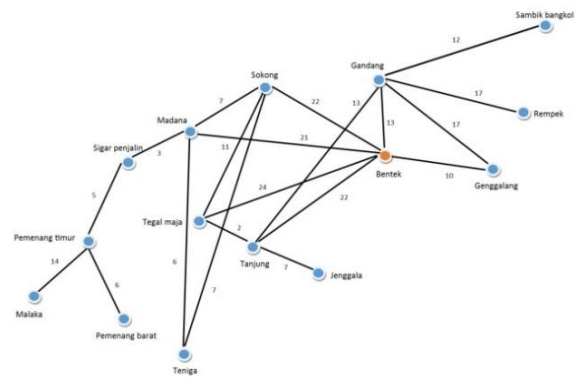 Sambik bangkol
12
Gandang
Sokong
17
Rempek
7
22
13
13
17
Madana
21
11
Sigar penjalin
3
Bentek
10
Genggalang
24
22
5
Tegal maja
2
Pemenang timur
Tanjung
7
Jenggala
14
6
6
7
Malaka
Pemenang barat
Teniga